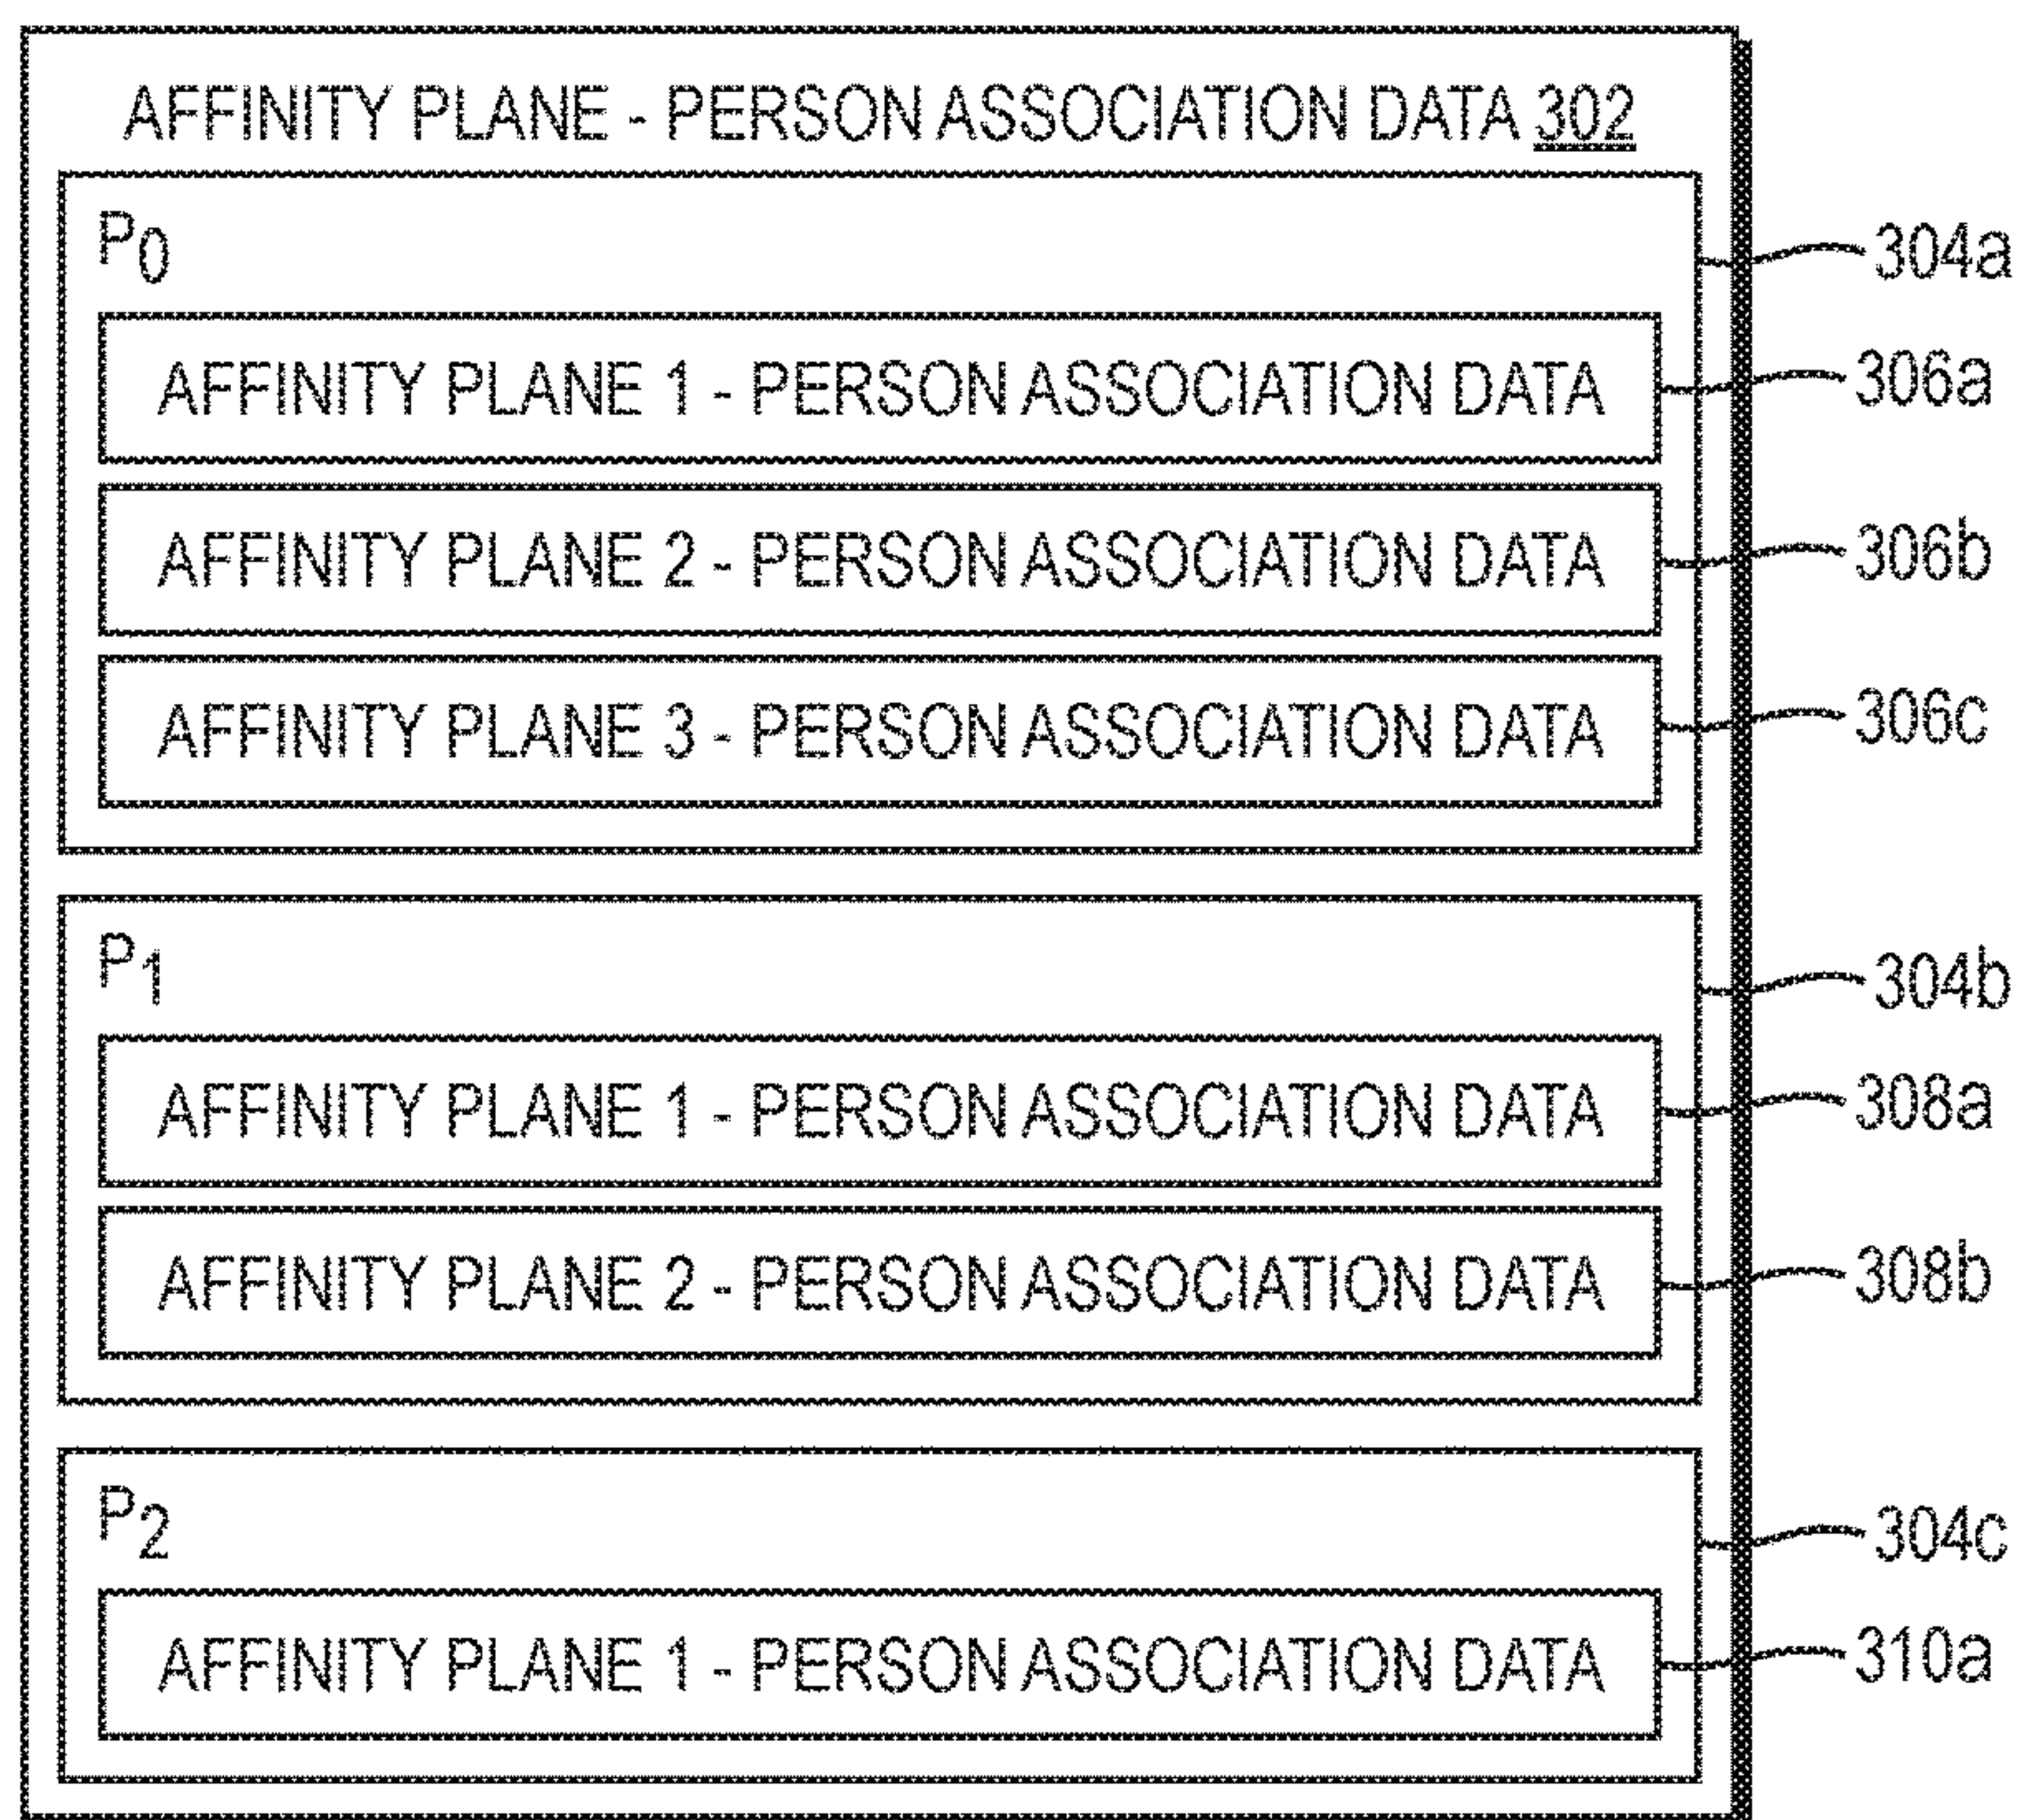 AFFINITY PLANE - PERSON ASSOCIATION DATA 302
P0
304a
AFFINITY PLANE 1 - PERSON ASSOCIATION DATA
306a
AFFINITY PLANE 2 - PERSON ASSOCIATION DATA
306b
AFFINITY PLANE 3 - PERSON ASSOCIATION DATA
306c
P1
304b
AFFINITY PLANE 1 - PERSON ASSOCIATION DATA
308a
AFFINITY PLANE 2 - PERSON ASSOCIATION DATA
308b
P2
304c
AFFINITY PLANE 1 - PERSON ASSOCIATION DATA
310a